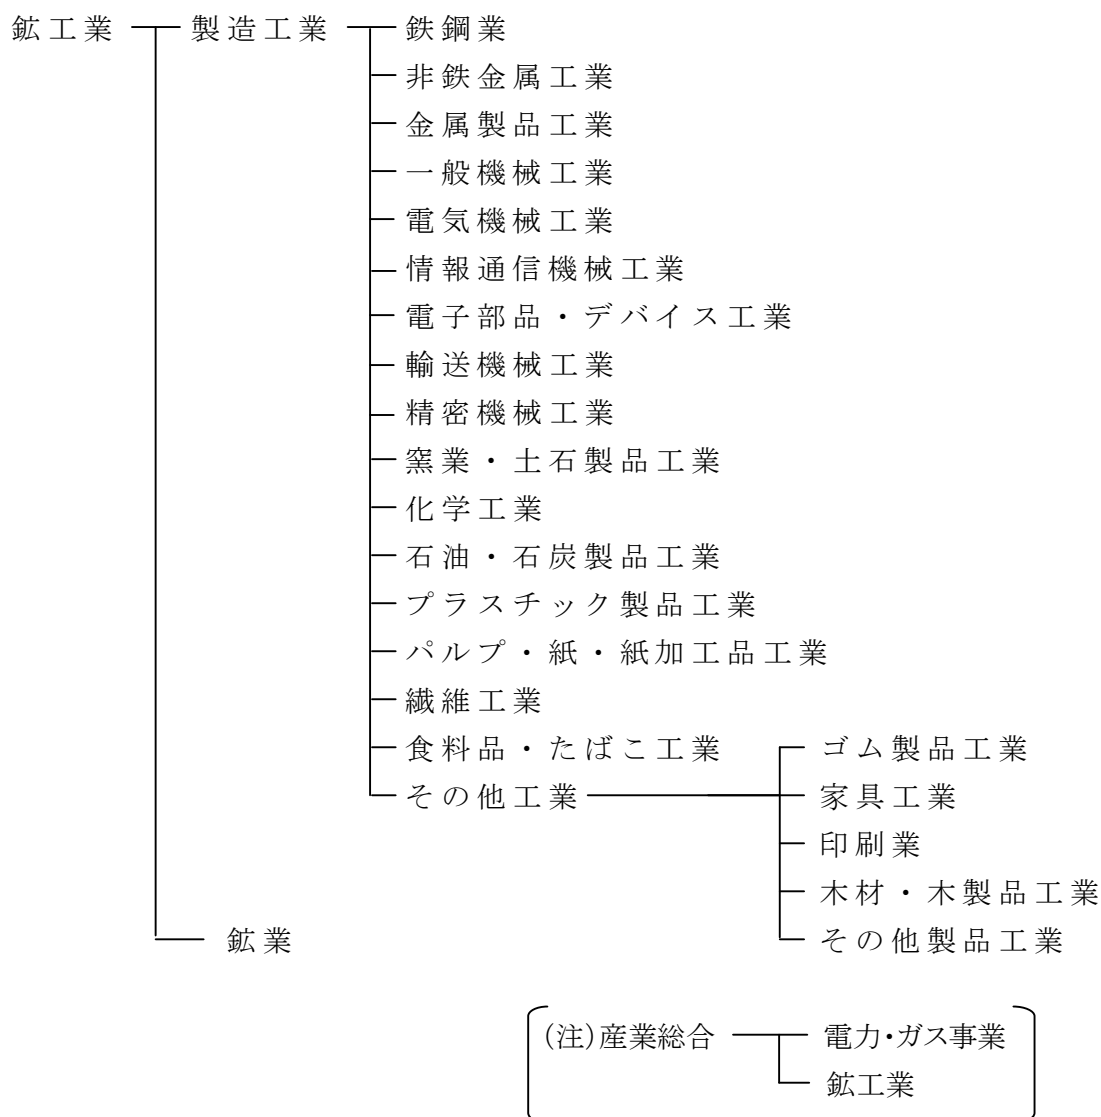 鉱工業 製造工業 鉄鋼業
非鉄金属工業
金属製品工業
一般機械工業
電気機械工業
情報通信機械工業
電子部品・デバイス工業
輸送機械工業
精密機械工業
窯業・土石製品工業
化学工業
石油・石炭製品工業
プラスチック製品工業
パルプ・紙・紙加工品工業
繊維工業
食料品・たばこ工業 ゴム製品工業
その他工業 家具工業
印刷業
木材・木製品工業
鉱業 その他製品工業
(注)産業総合 電力・ガス事業
鉱工業